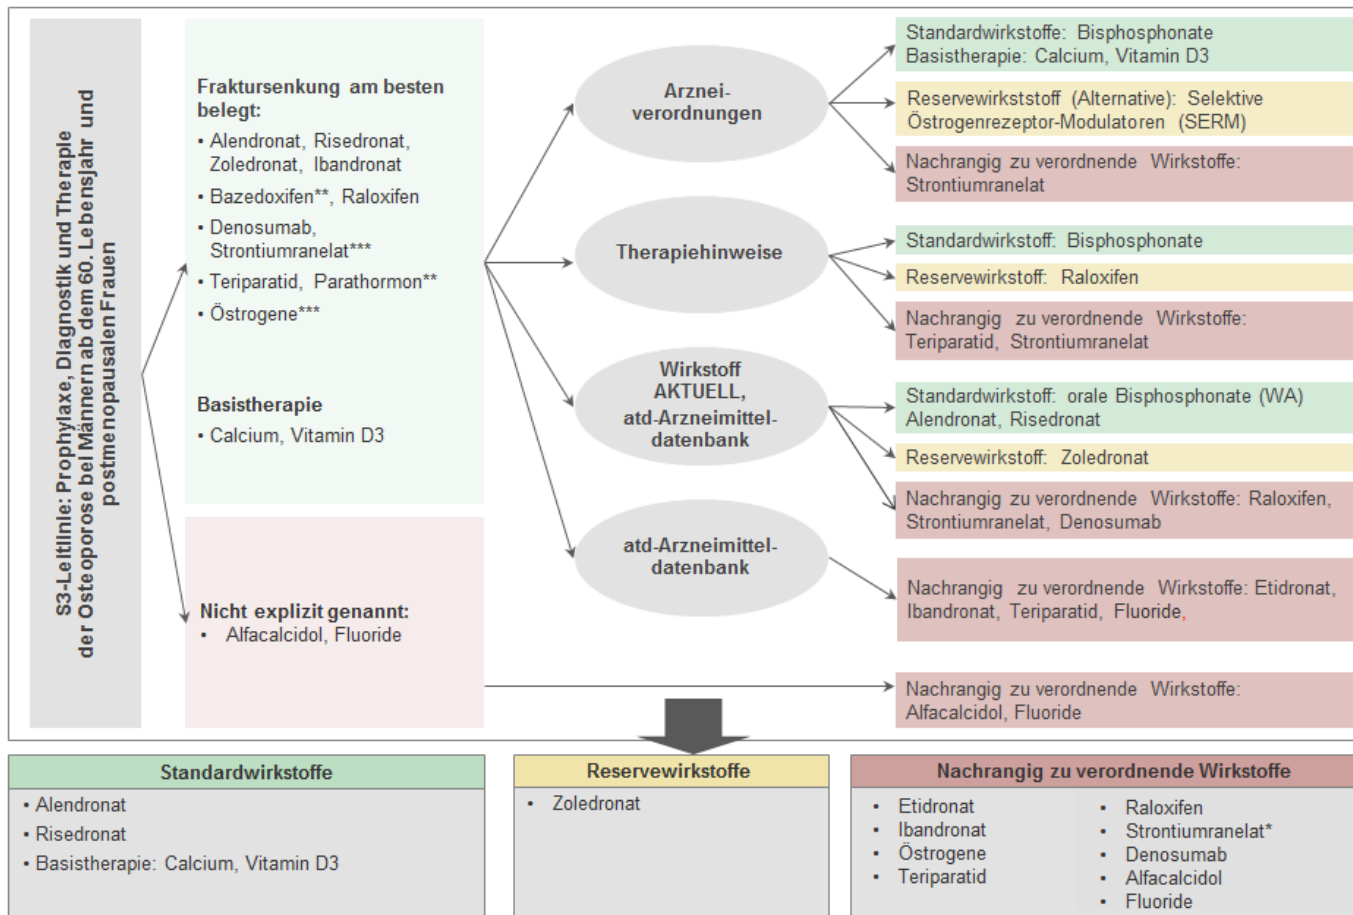 S3-Leitlinie: Prophylaxe, Diagnostik und Therapie
der Osteoporose bei Männern ab dem 60. Lebensjahr und
postmenopausalen Frauen
Fraktursenkung am besten
belegt:
• Alendronat, Risedronat,
Zoledronat, Ibandronat
• Bazedoxifen**, Raloxifen
• Denosumab,
Strontiumranelat***
• Teriparatid, Parathormon**
• Östrogene***
Basistherapie
• Calcium, Vitamin D3
Nicht explizit genannt:
• Alfacalcidol, Fluoride
Arznei-
verordnungen
Therapiehinweise
Wirkstoff
AKTUELL,
atd-Arzneimittel-
datenbank
atd-Arzneimittel-
datenbank
Standardwirkstoffe: Bisphosphonate
Basistherapie: Calcium, Vitamin D3
Reservewirkststoff (Alternative): Selektive
Östrogenrezeptor-Modulatoren (SERM)
Nachrangig zu verordnende Wirkstoffe:
Strontiumranelat
Standardwirkstoff: Bisphosphonate
Reservewirkstoff: Raloxifen
Nachrangig zu verordnende Wirkstoffe:
Teriparatid, Strontiumranelat
Standardwirkstoff: orale Bisphosphonate (WA)
Alendronat, Risedronat
Reservewirkstoff: Zoledronat
Nachrangig zu verordnende Wirkstoffe: Raloxifen,
Strontiumranelat, Denosumab
Nachrangig zu verordnende Wirkstoffe: Etidronat,
Ibandronat, Teriparatid, Fluoride,
Nachrangig zu verordnende Wirkstoffe:
Alfacalcidol, Fluoride
Standardwirkstoffe
• Alendronat
• Risedronat
• Basistherapie: Calcium, Vitamin D3
Reservewirkstoffe
• Zoledronat
Nachrangig zu verordnende Wirkstoffe
• Etidronat
• Ibandronat
• Östrogene
• Teriparatid
• Raloxifen
• Strontiumranelat*
• Denosumab
• Alfacalcidol
• Fluoride